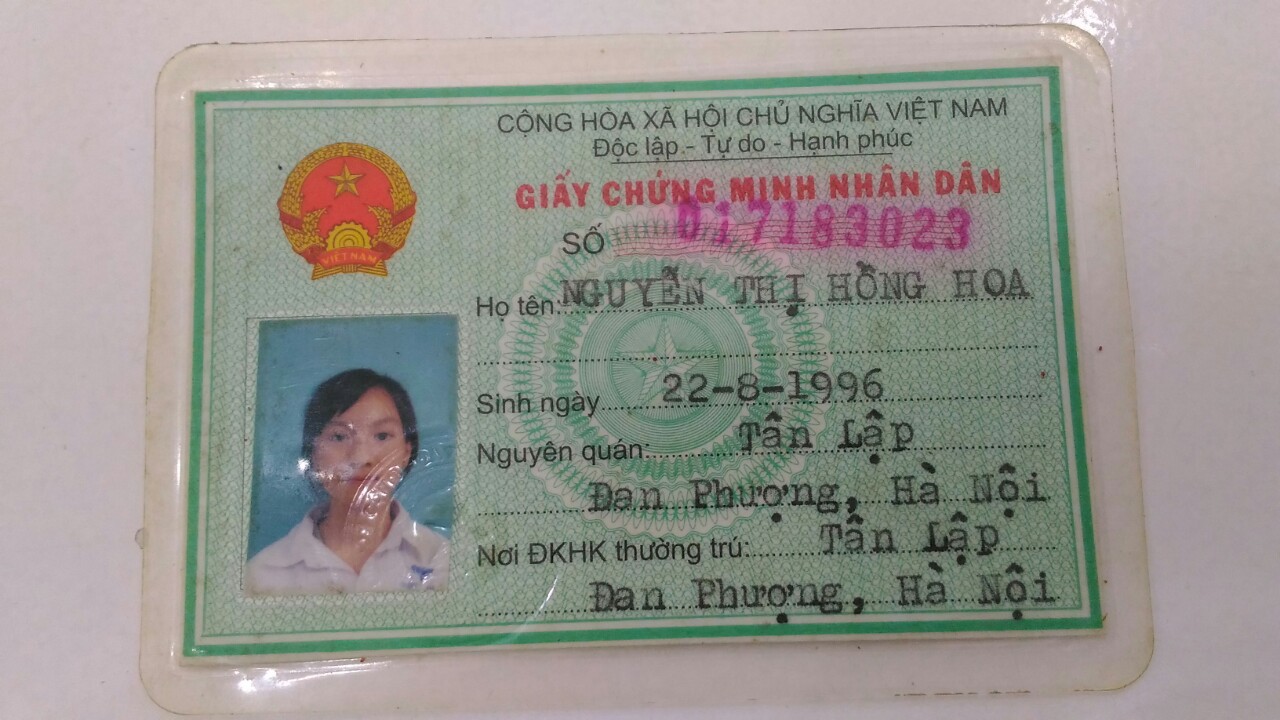 CỘNG HÒA XÃ HỘI CHỦ NGHĨA VIỆT NAM
Độc lập - Tự do - Hạnh phúc
GIẤY CHỨNG MINH NHÂN DÂN
SỐ 017183023
VIỆT NAM
Họ tên: NGUYỄN THỊ HỒNG HOA
Sinh ngày 22-8-1996
Nguyên quán: Tân Lập
Đan Phượng, Hà Nội
Nơi ĐKHK thường trú: Tân Lập
Đan Phượng, Hà Nội